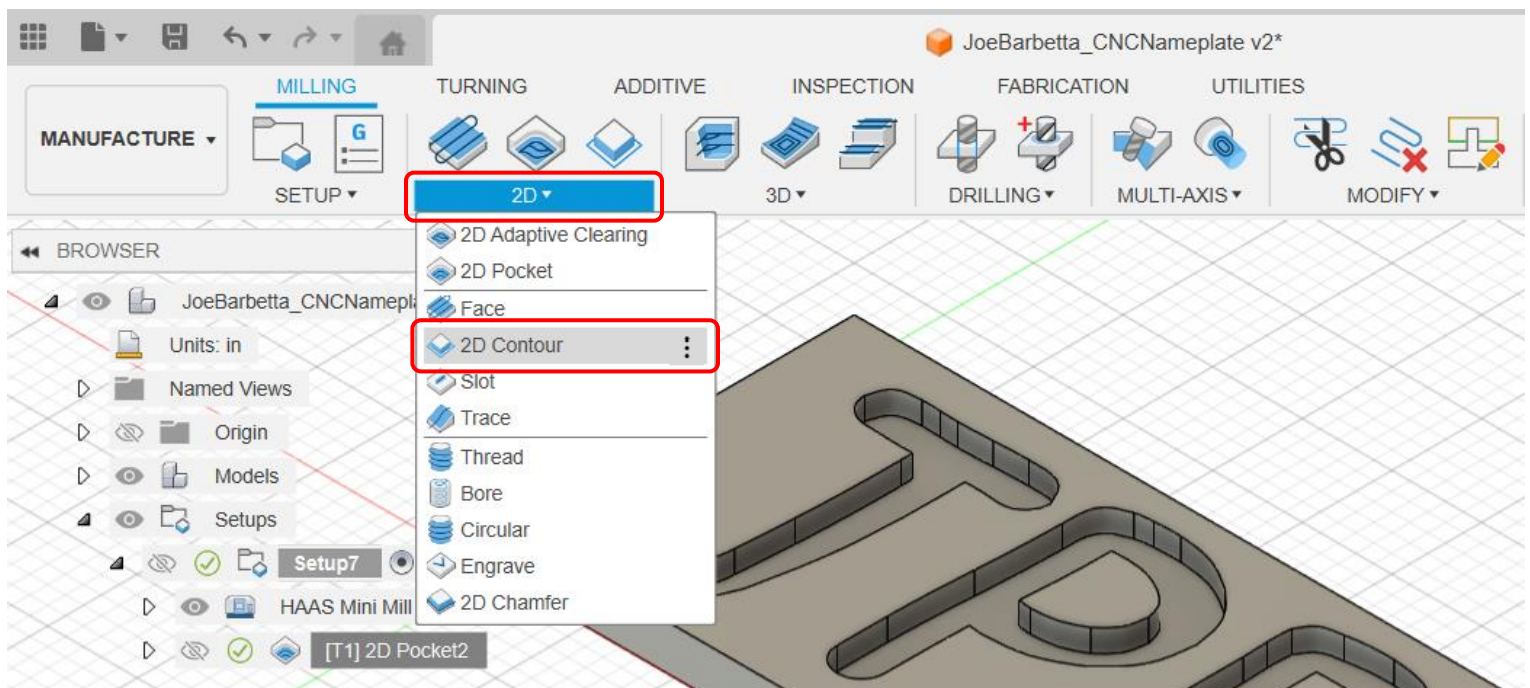 JoeBarbetta_CNCNameplate v2*
MILLING TURNING ADDITIVE INSPECTION FABRICATION UTILITIES
MANUFACTURE
G
SETUP 2D 3D DRILLING MULTI-AXIS MODIFY
BROWSER
JoeBarbetta_CNCNamepla
Units: in
Named Views
Origin
Models
Setups
Setup7
HAAS Mini Mill
[T1] 2D Pocket2
2D Adaptive Clearing
2D Pocket
Face
2D Contour
Slot
Trace
Thread
Bore
Circular
Engrave
2D Chamfer